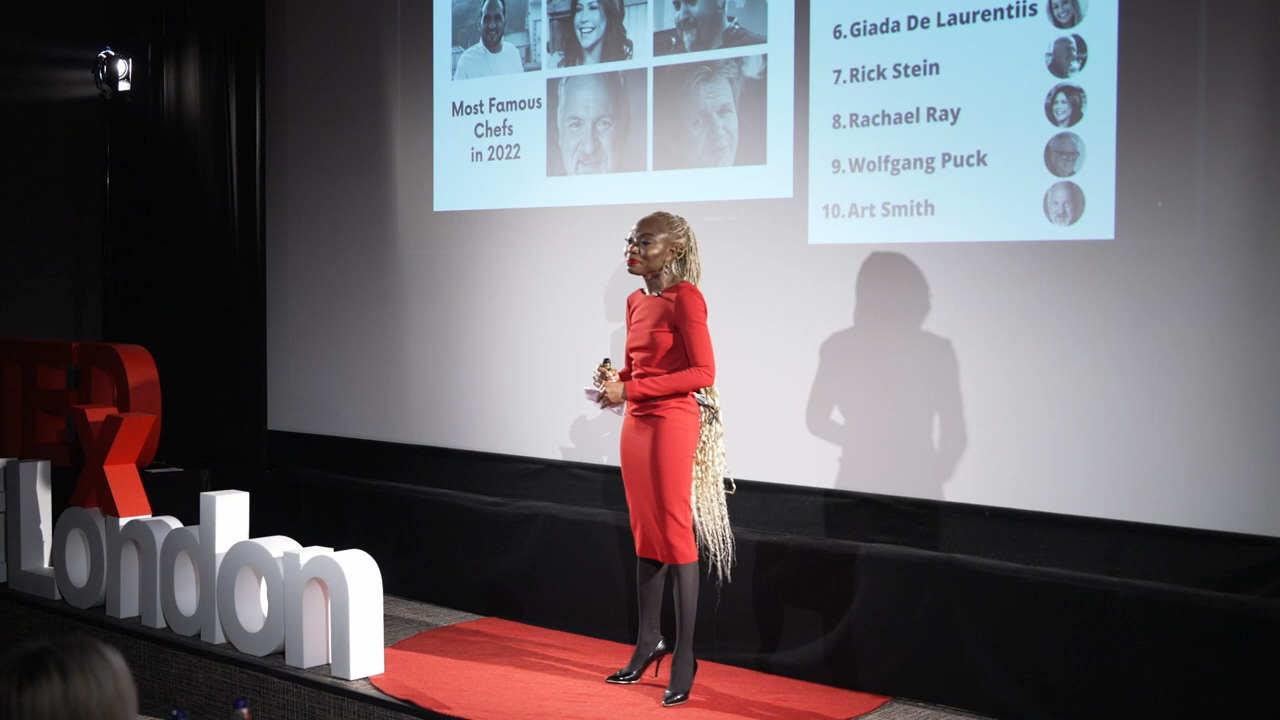 Most Famous
Chefs
in 2022
6. Giada De Laurentiis
7. Rick Stein
8. Rachael Ray
9. Wolfgang Puck
10. Art Smith
TED
x
London